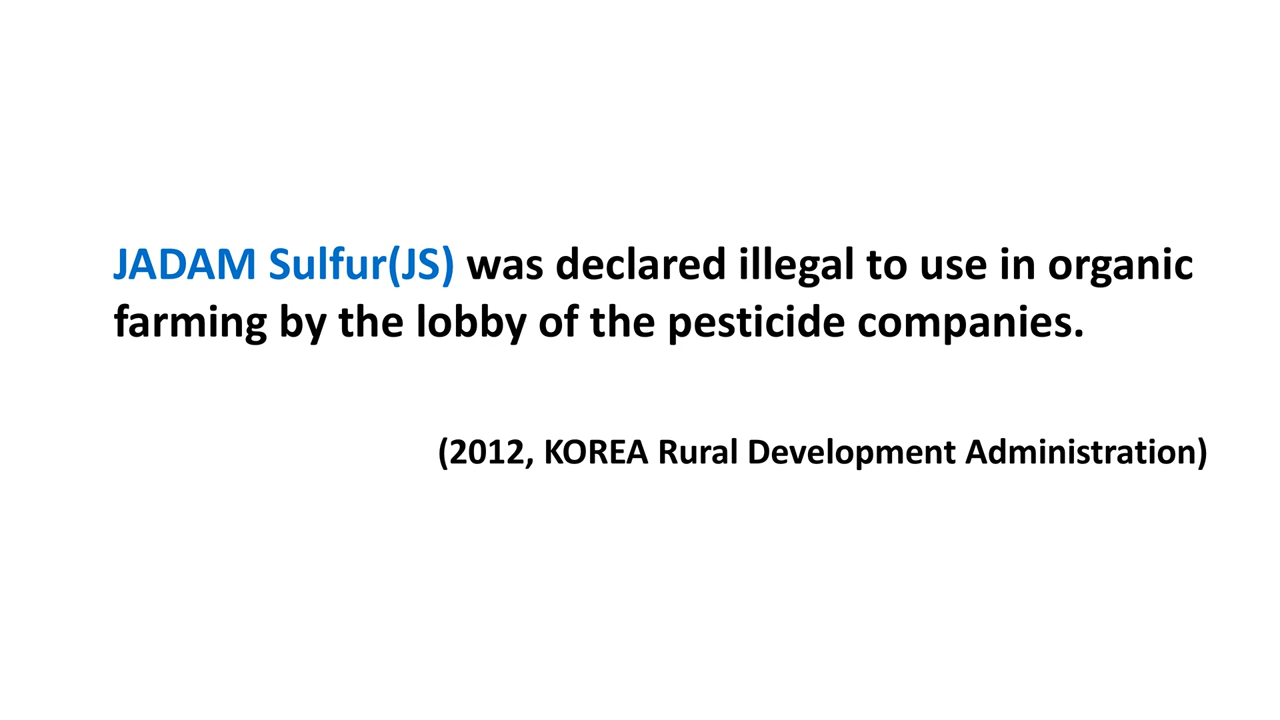 JADAM Sulfur(JS) was declared illegal to use in organic
farming by the lobby of the pesticide companies.
(2012, KOREA Rural Development Administration)